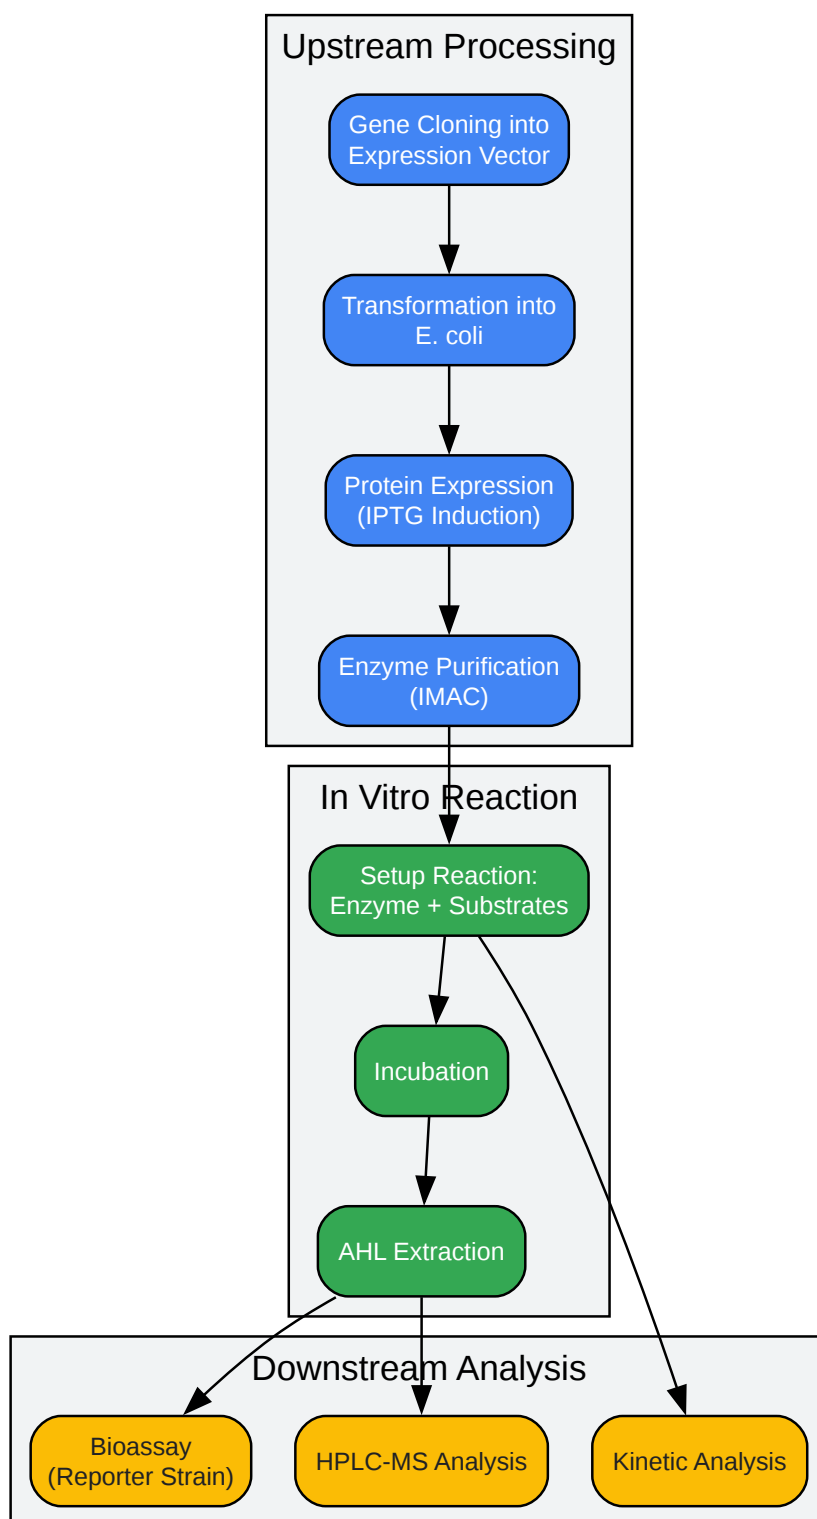 Upstream Processing
Gene Cloning into
Expression Vector
Transformation into
E. coli
Protein Expression
(IPTG Induction)
Enzyme Purification
(IMAC)
In Vitro Reaction
Setup Reaction:
Enzyme + Substrates
Incubation
AHL Extraction
Downstream Analysis
Bioassay
(Reporter Strain)
HPLC-MS Analysis
Kinetic Analysis